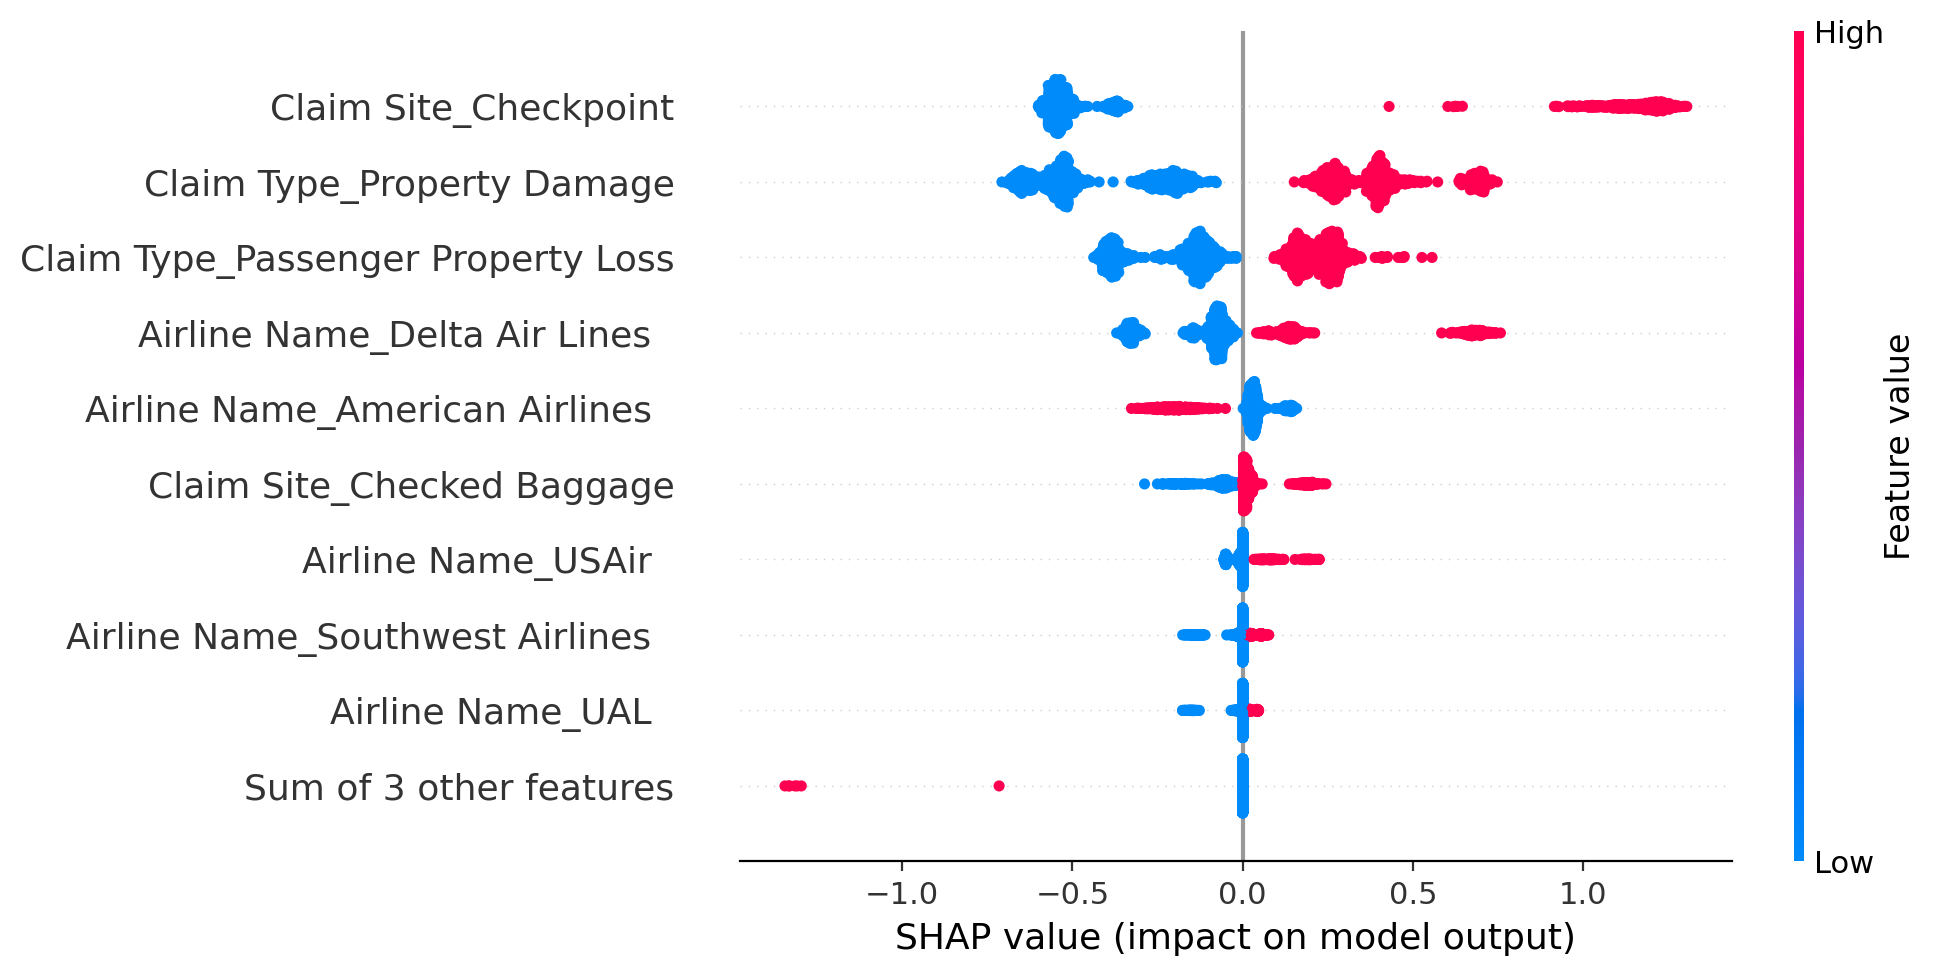 High
Claim Site_Checkpoint
Claim Type_Property Damage
Claim Type_Passenger Property Loss
Airline Name_Delta Air Lines
Airline Name_American Airlines
Claim Site_Checked Baggage
Airline Name_USAir
Airline Name_Southwest Airlines
Airline Name_UAL
Sum of 3 other features
Feature value
Low
−1.0 −0.5 0.0 0.5 1.0
SHAP value (impact on model output)